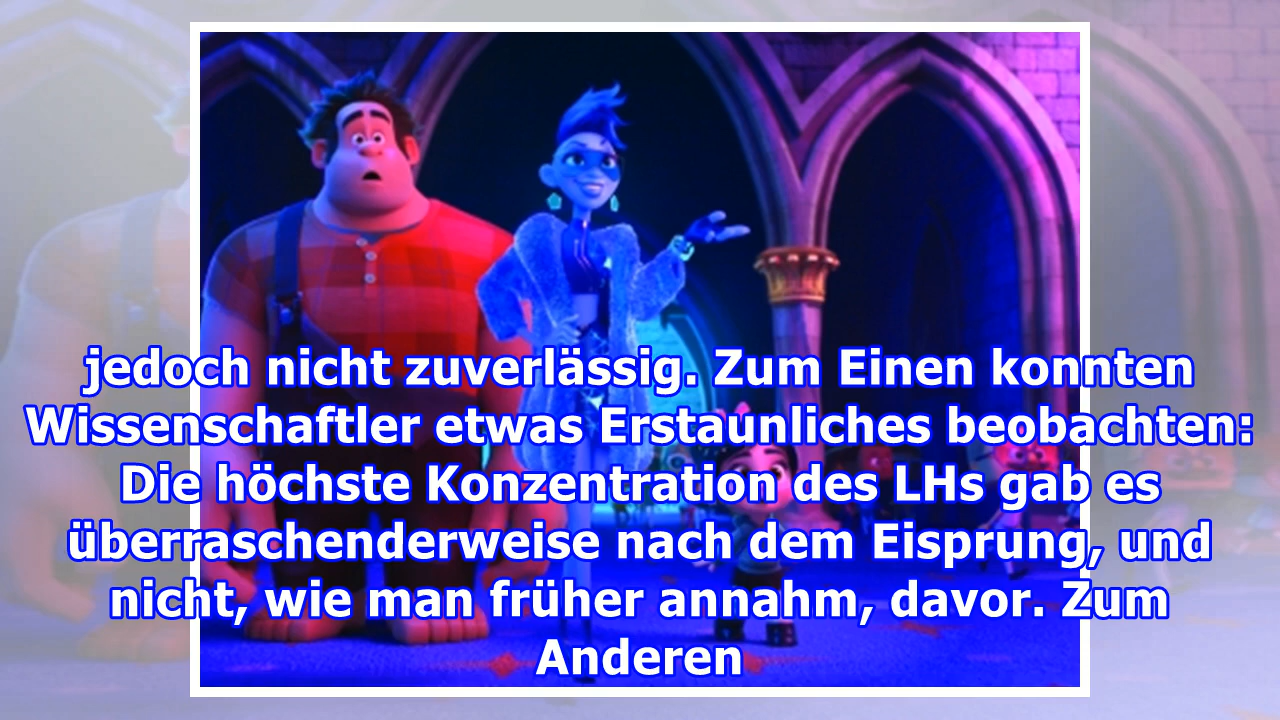 jedoch nicht zuverlässig. Zum Einen konnten
Wissenschaftler etwas Erstaunliches beobachten:
Die höchste Konzentration des LHs gab es
überraschenderweise nach dem Eisprung, und
nicht, wie man früher annahm, davor. Zum
Anderen